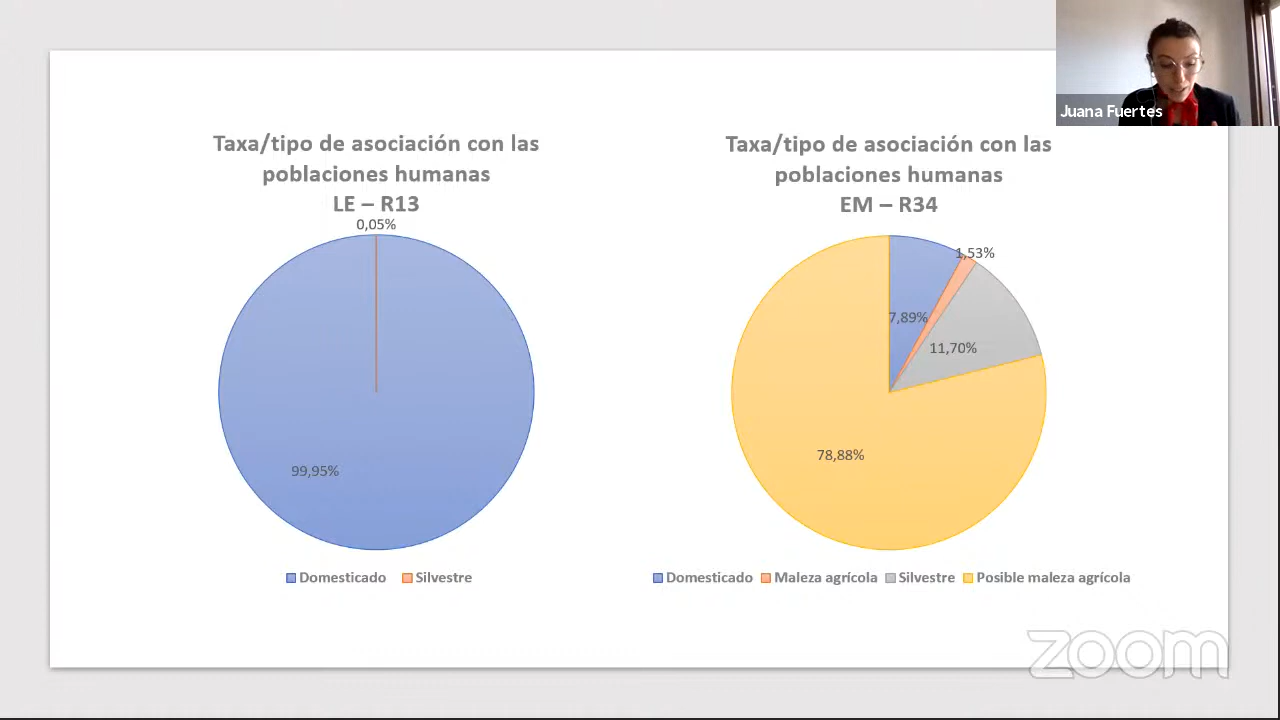 Juana Fuertes
Taxa/tipo de asociación con las
poblaciones humanas
LE – R13
0,05%
99,95%
Domesticado
Silvestre
Taxa/tipo de asociación con las
poblaciones humanas
EM – R34
1,53%
7,89%
11,70%
78,88%
Domesticado
Maleza agrícola
Silvestre
Posible maleza agrícola
zoom